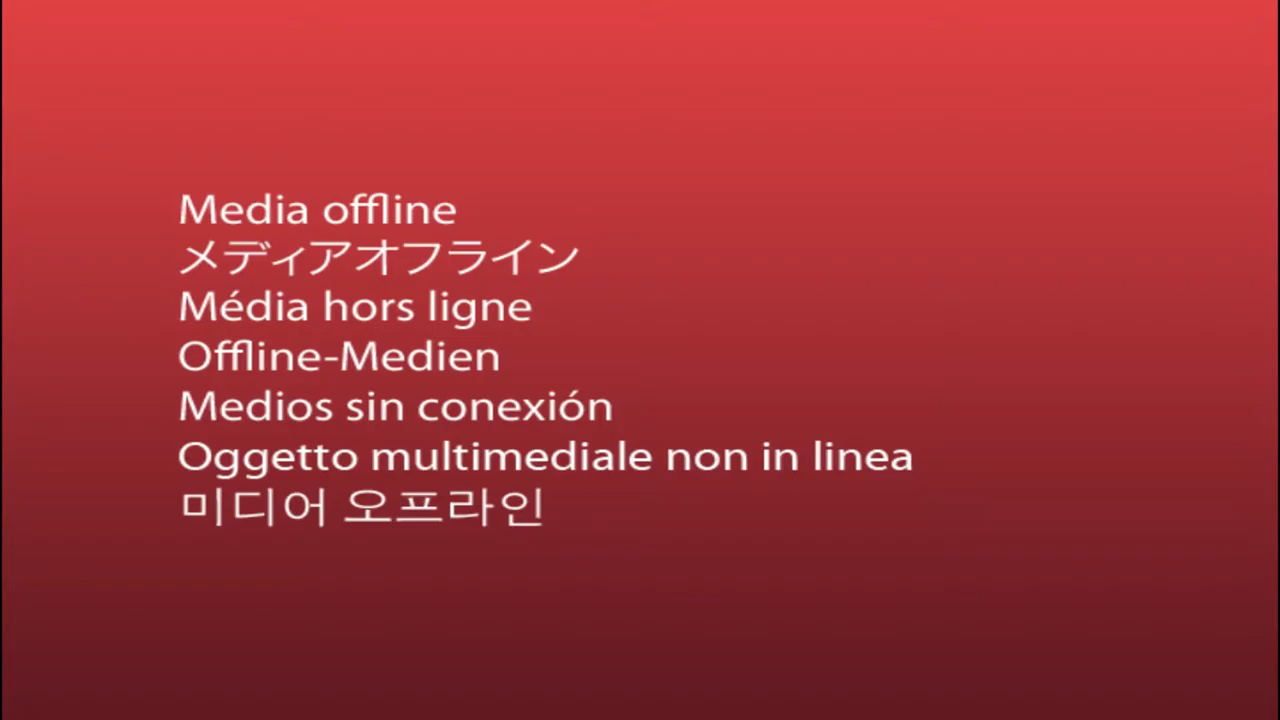 Media offline
メディアオフライン
Média hors ligne
Offline-Medien
Medios sin conexión
Oggetto multimediale non in linea
미디어 오프라인